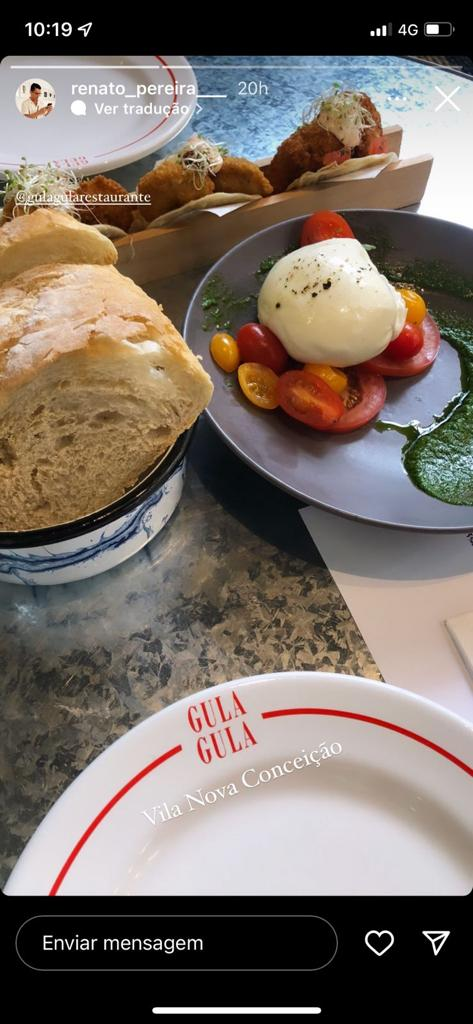 10:19
4G
renato_pereira___ 20h
Ver tradução >
@gulagularestaurante
GULA
GULA
Vila Nova Conceição
Enviar mensagem